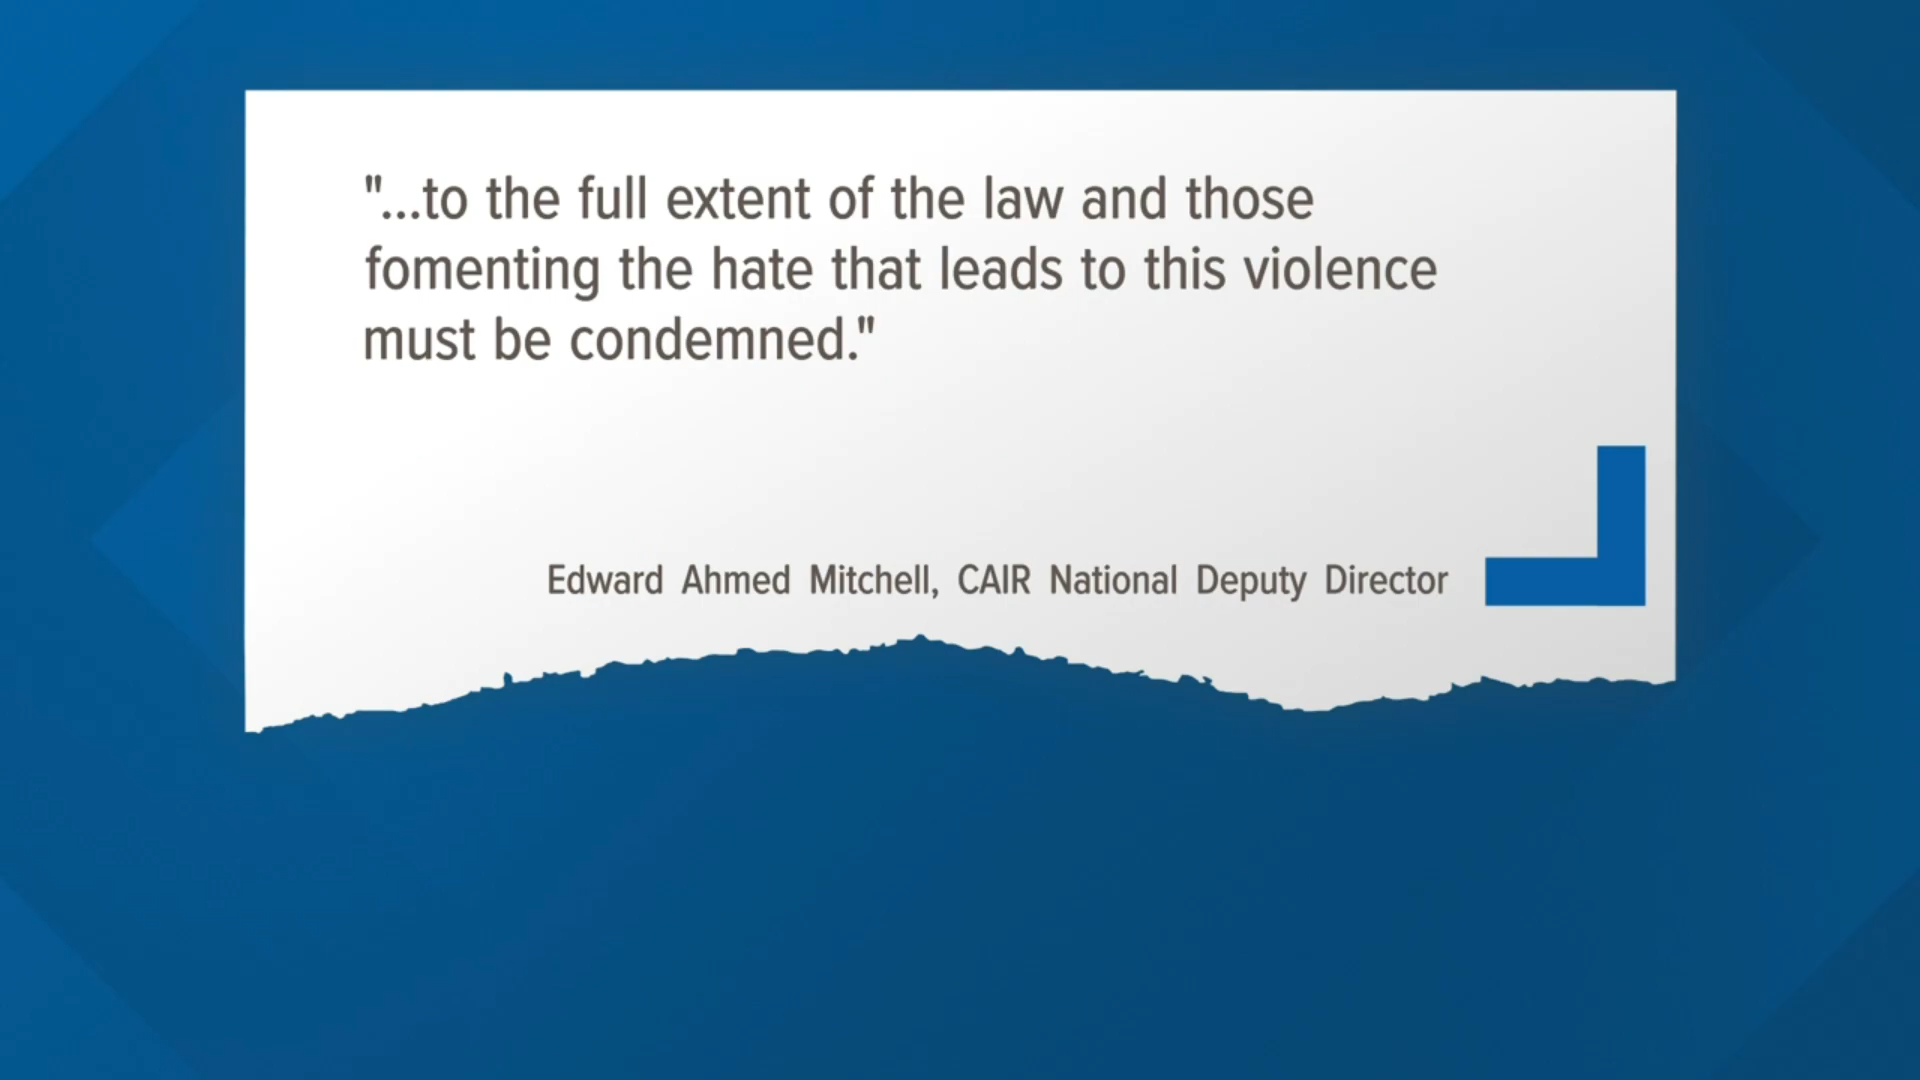 "...to the full extent of the law and those
fomenting the hate that leads to this violence
must be condemned."
Edward Ahmed Mitchell, CAIR National Deputy Director